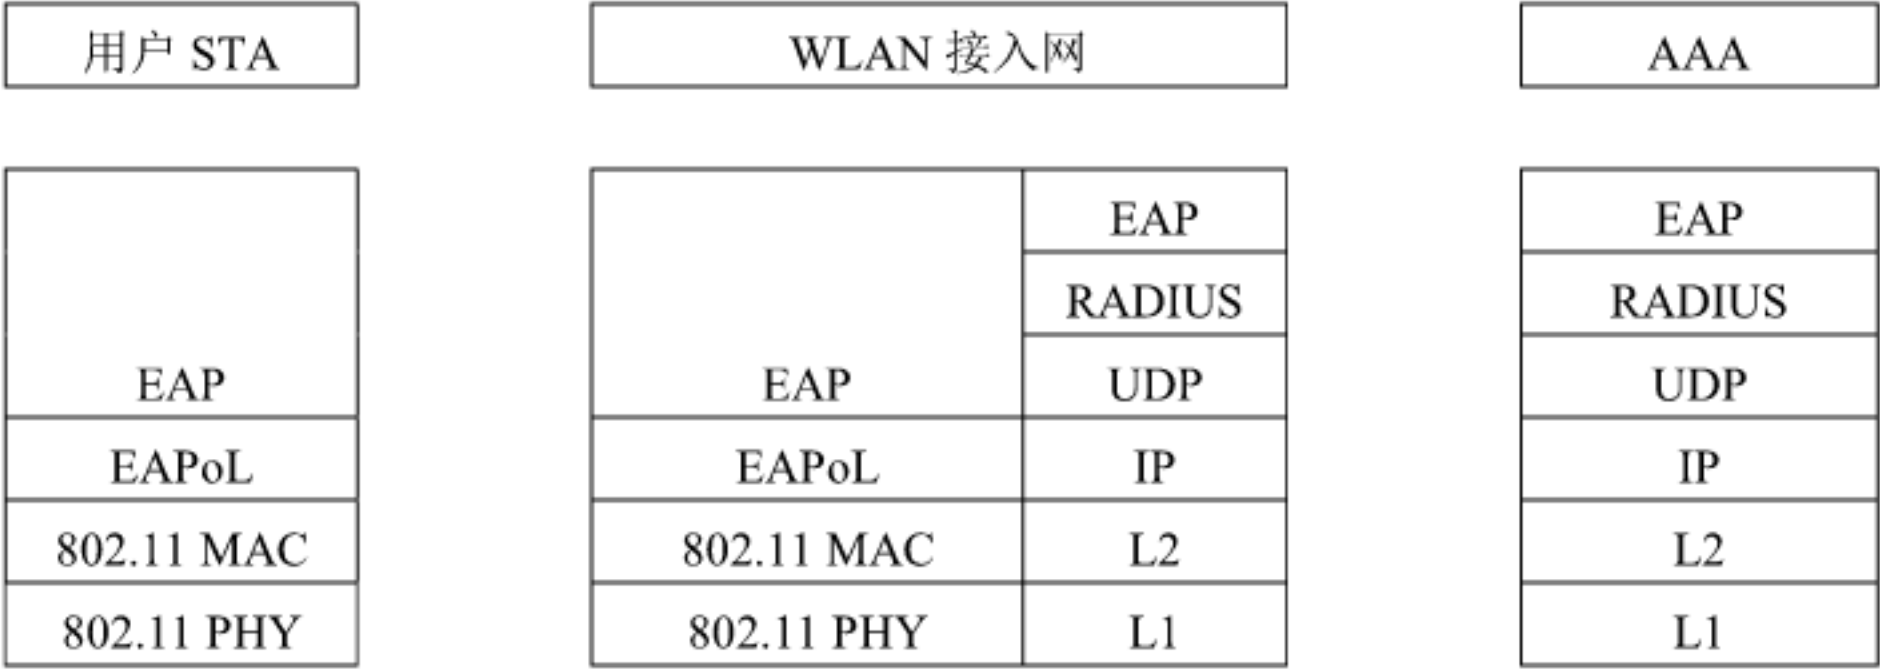 用户 STA
WLAN 接入网
AAA
EAP
EAPoL
802.11 MAC
802.11 PHY
EAP
EAPoL
802.11 MAC
802.11 PHY
EAP
RADIUS
UDP
IP
L2
L1
EAP
RADIUS
UDP
IP
L2
L1